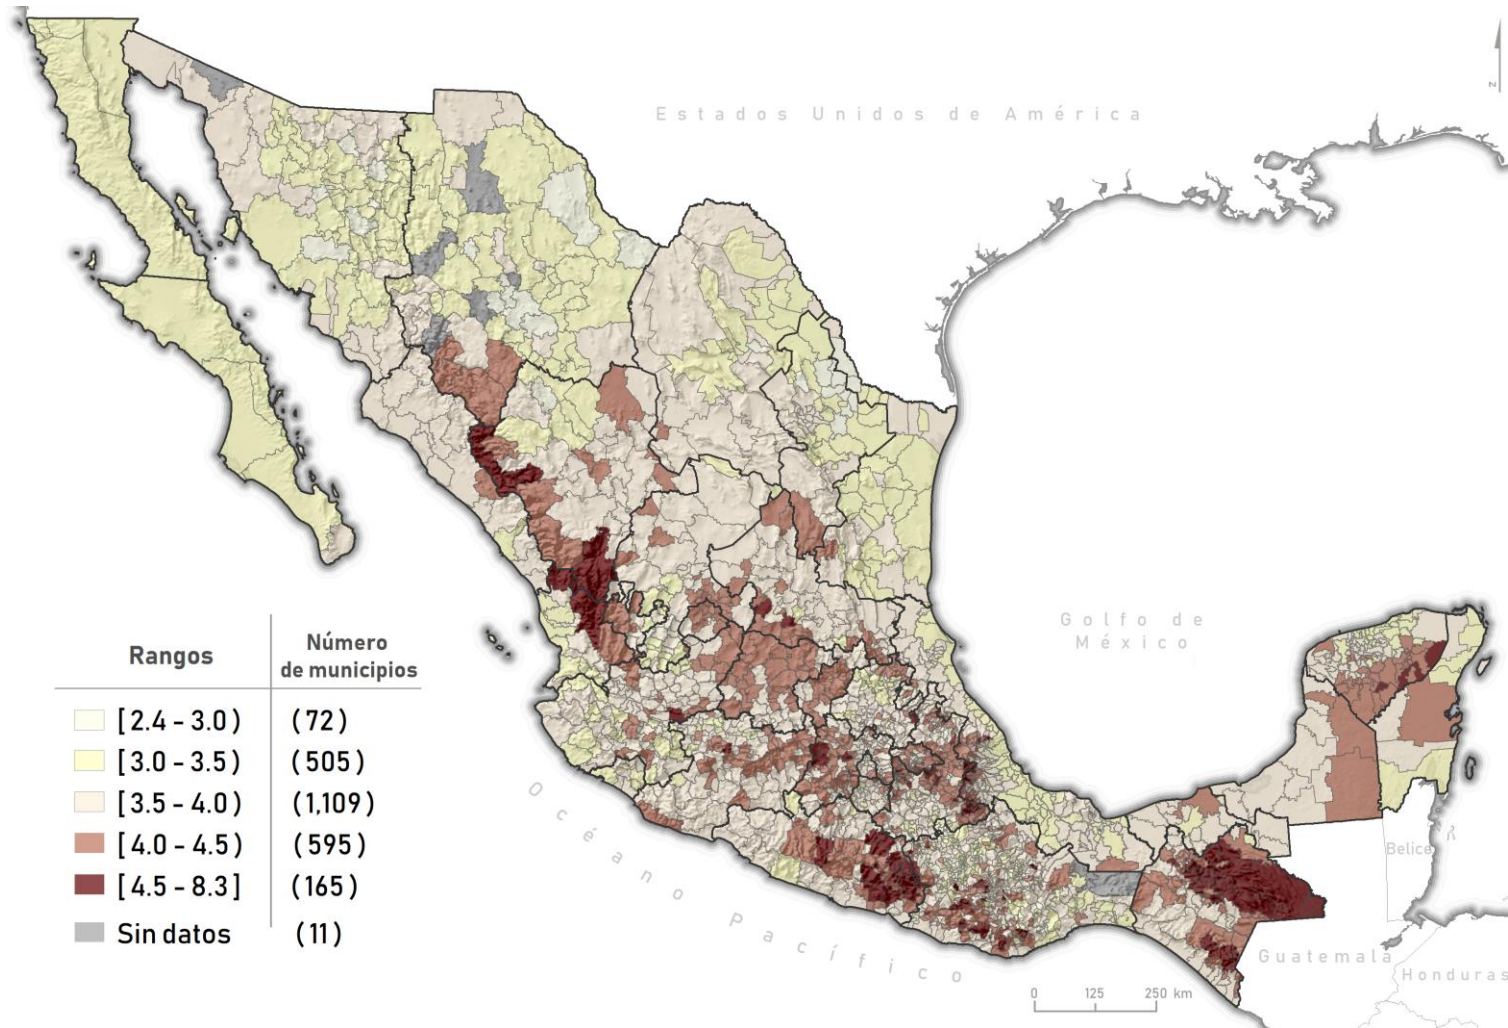 Estados Unidos de América
N
Golfo de
México
Rangos
Número
de municipios
[2.4 - 3.0)
(72)
[3.0 - 3.5)
(505)
[3.5 - 4.0)
(1,109)
[4.0 - 4.5)
(595)
[4.5 - 8.3]
(165)
Sin datos
(11)
Océano Pacífico
Belice
Guatemala
Honduras
0 125 250 km